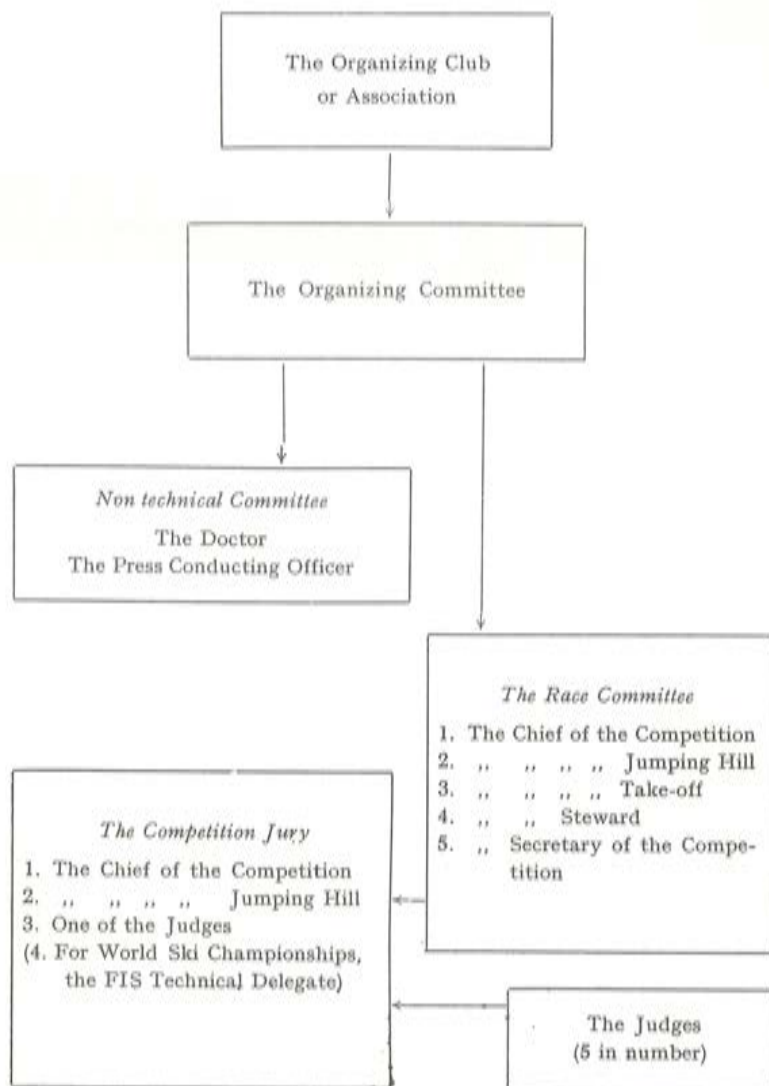 The Organizing Club
or Association
The Organizing Committee
Non technical Committee
The Doctor
The Press Conducting Officer
The Race Committee
1. The Chief of the Competition
2. ,, ,, ,, ,, Jumping Hill
3. ,, ,, ,, ,, Take-off
4. ,, ,, Steward
5. ,, Secretary of the Compe-
tition
The Competition Jury
1. The Chief of the Competition
2. ,, ,, ,, ,, Jumping Hill
3. One of the Judges
(4. For World Ski Championships,
the FIS Technical Delegate)
The Judges
(5 in number)